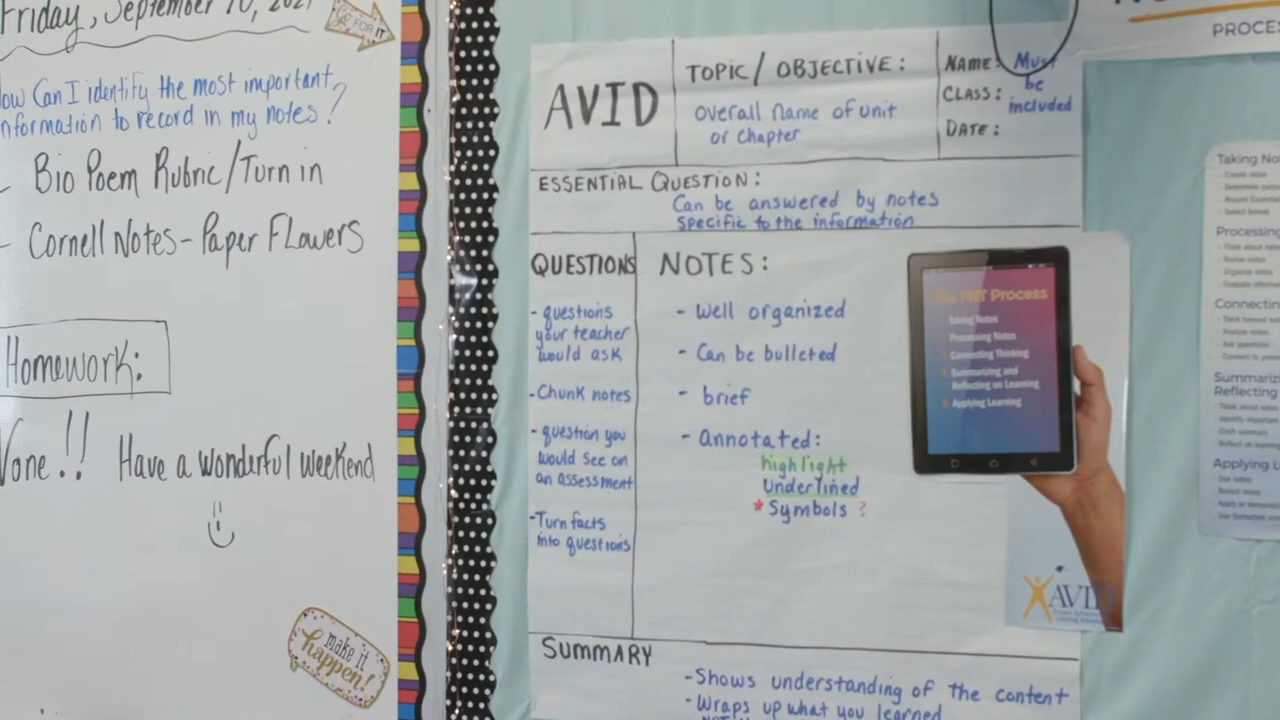 Friday, September 10, 2021
GO FOR IT
How Can I identify the most important
information to record in my notes?
Bio Poem Rubric/Turn in
Cornell Notes-Paper Flowers
Homework:
None!! Have a wonderful weekend
make it
happen!
AVID
TOPIC/OBJECTIVE:
overall name of unit
or chapter
NAME: Must
be
included
CLASS:
DATE:
ESSENTIAL QUESTION:
Can be answered by notes
specific to the information
QUESTIONS
- questions
your teacher
would ask
- Chunk notes
- question you
would see on
an assessment
- Turn facts
into questions
NOTES:
- Well organized
- Can be bulleted
- brief
- Annotated:
highlight
Underlined
* Symbols ?
SUMMARY
- Shows understanding of the content
- Wraps up what you learned
Process
Taking Notes
Processing Notes
Connecting Thinking
Summarizing and
Reflecting on Learning
Applying Learning
AVID
PROCES
Taking No
Processing
Connectin
Summarizi
Reflecting
Applying L